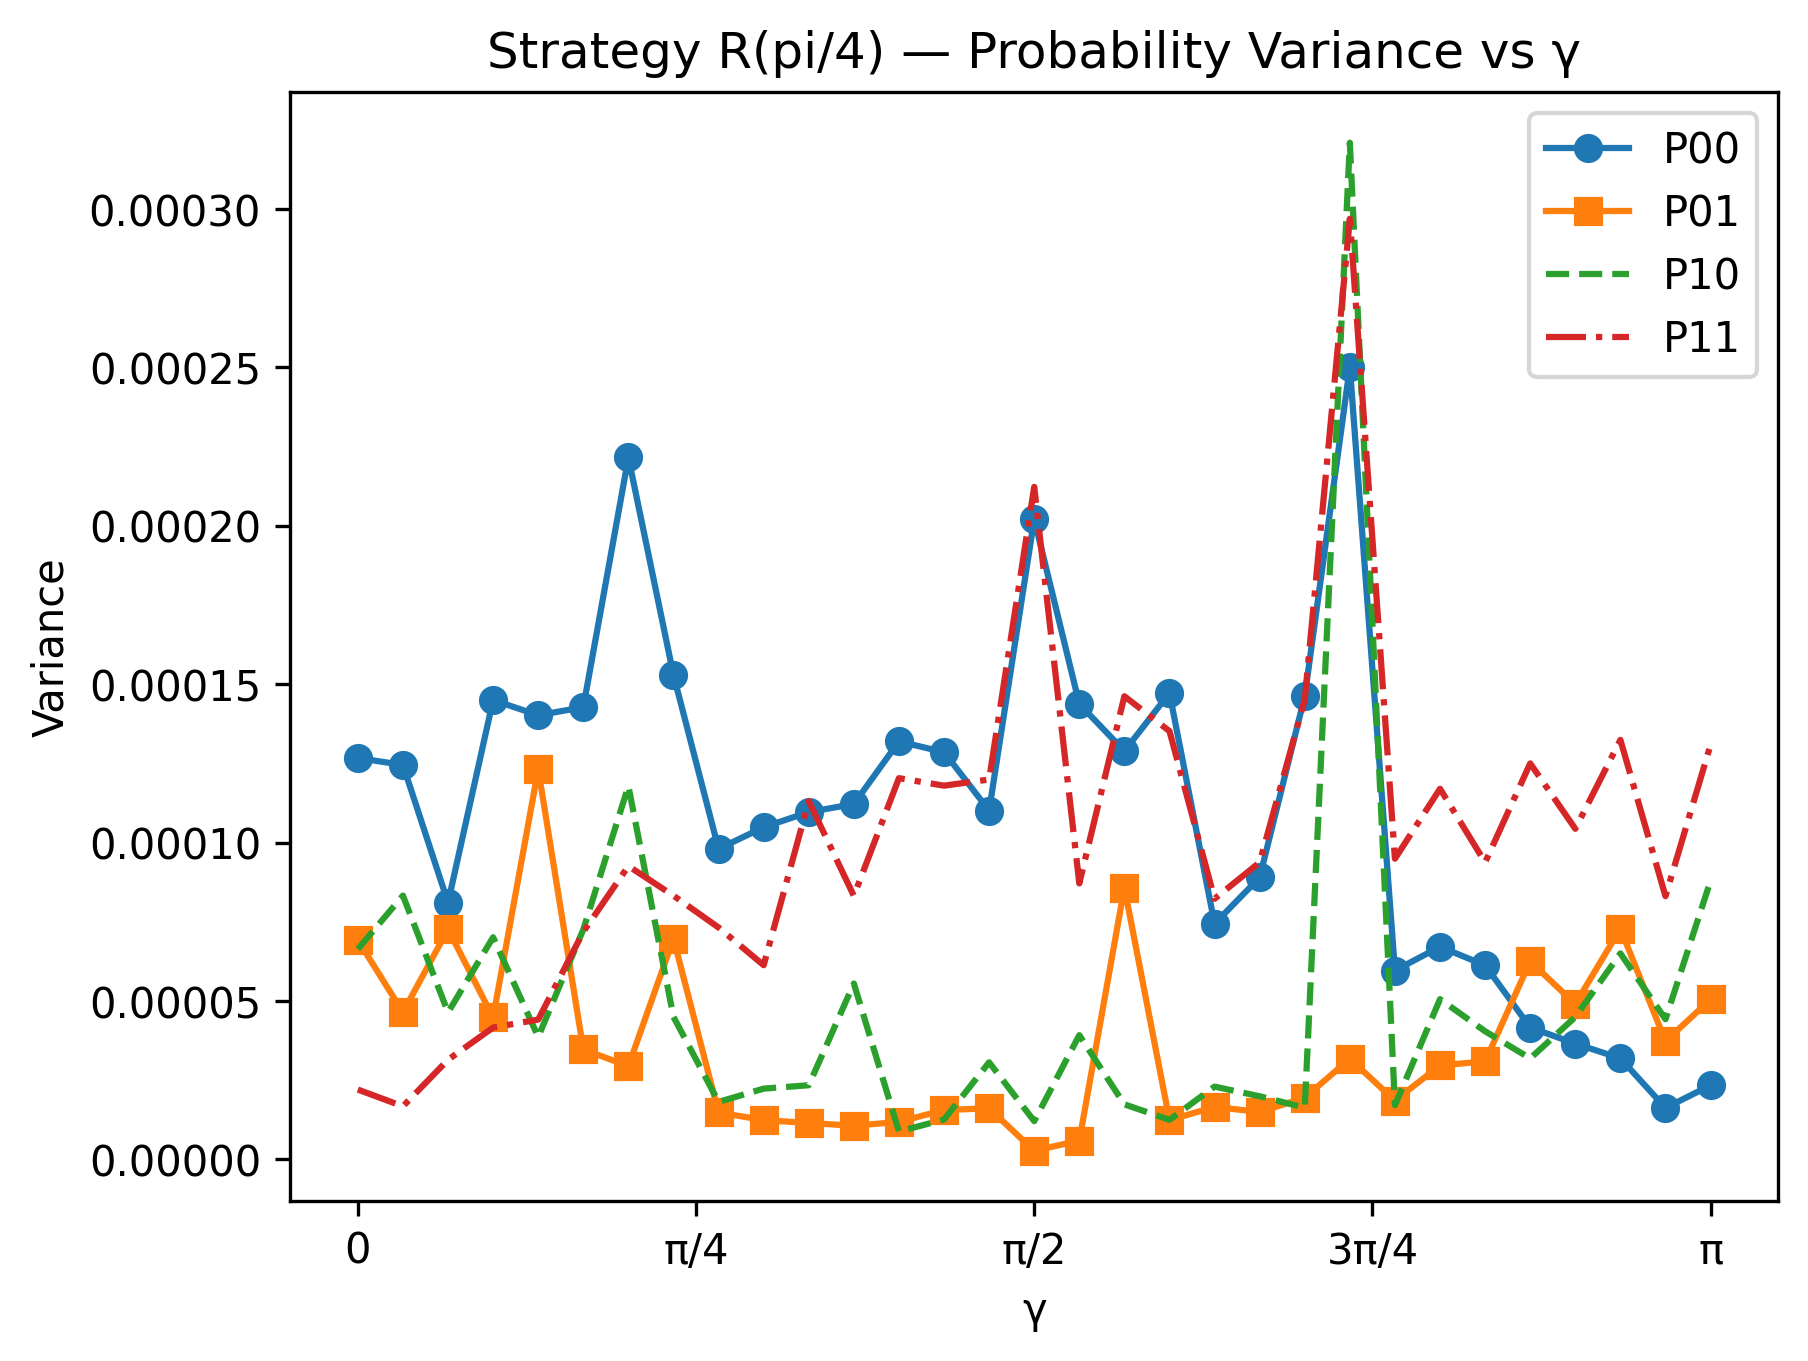 Strategy R(pi/4) — Probability Variance vs γ
P00
P01
P10
P11
0.00030
0.00025
0.00020
0.00015
0.00010
0.00005
0.00000
Variance
0 π/4 π/2 3π/4 π
γ